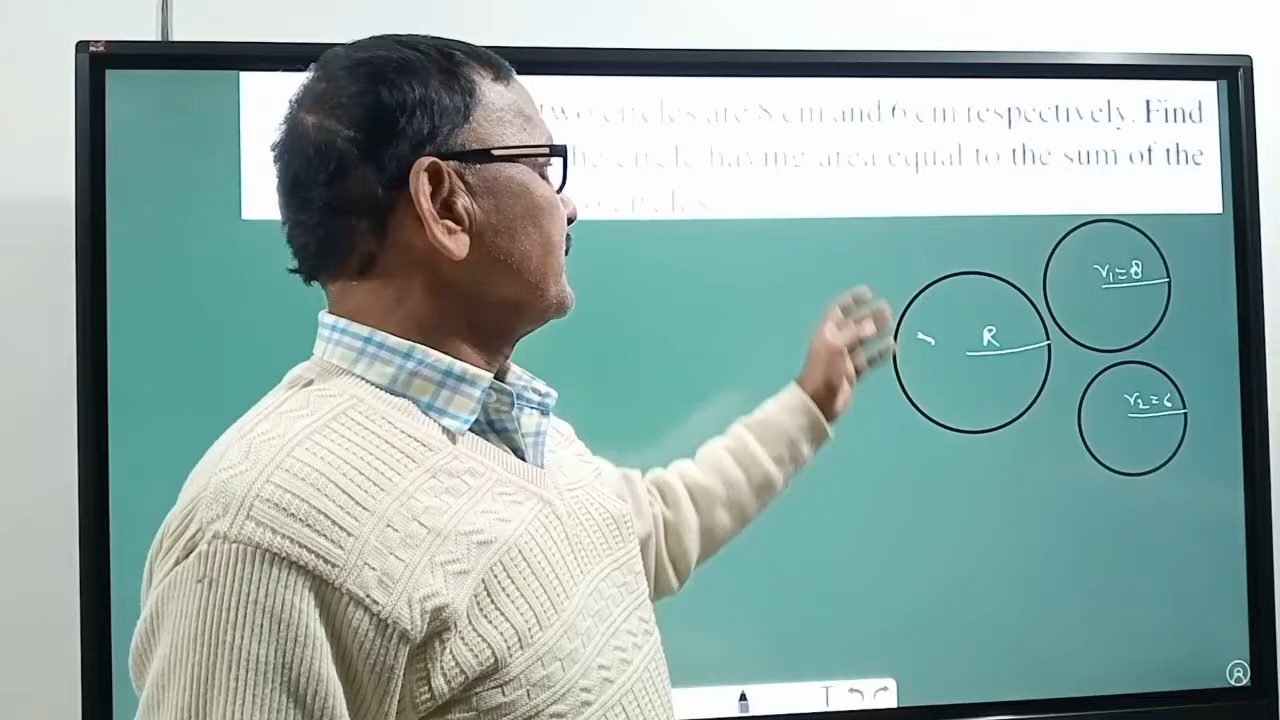 two circles are 8 cm and 6 cm respectively. Find
the circle having area equal to the sum of the
circles.
r₁=8
R
r₂=6
T